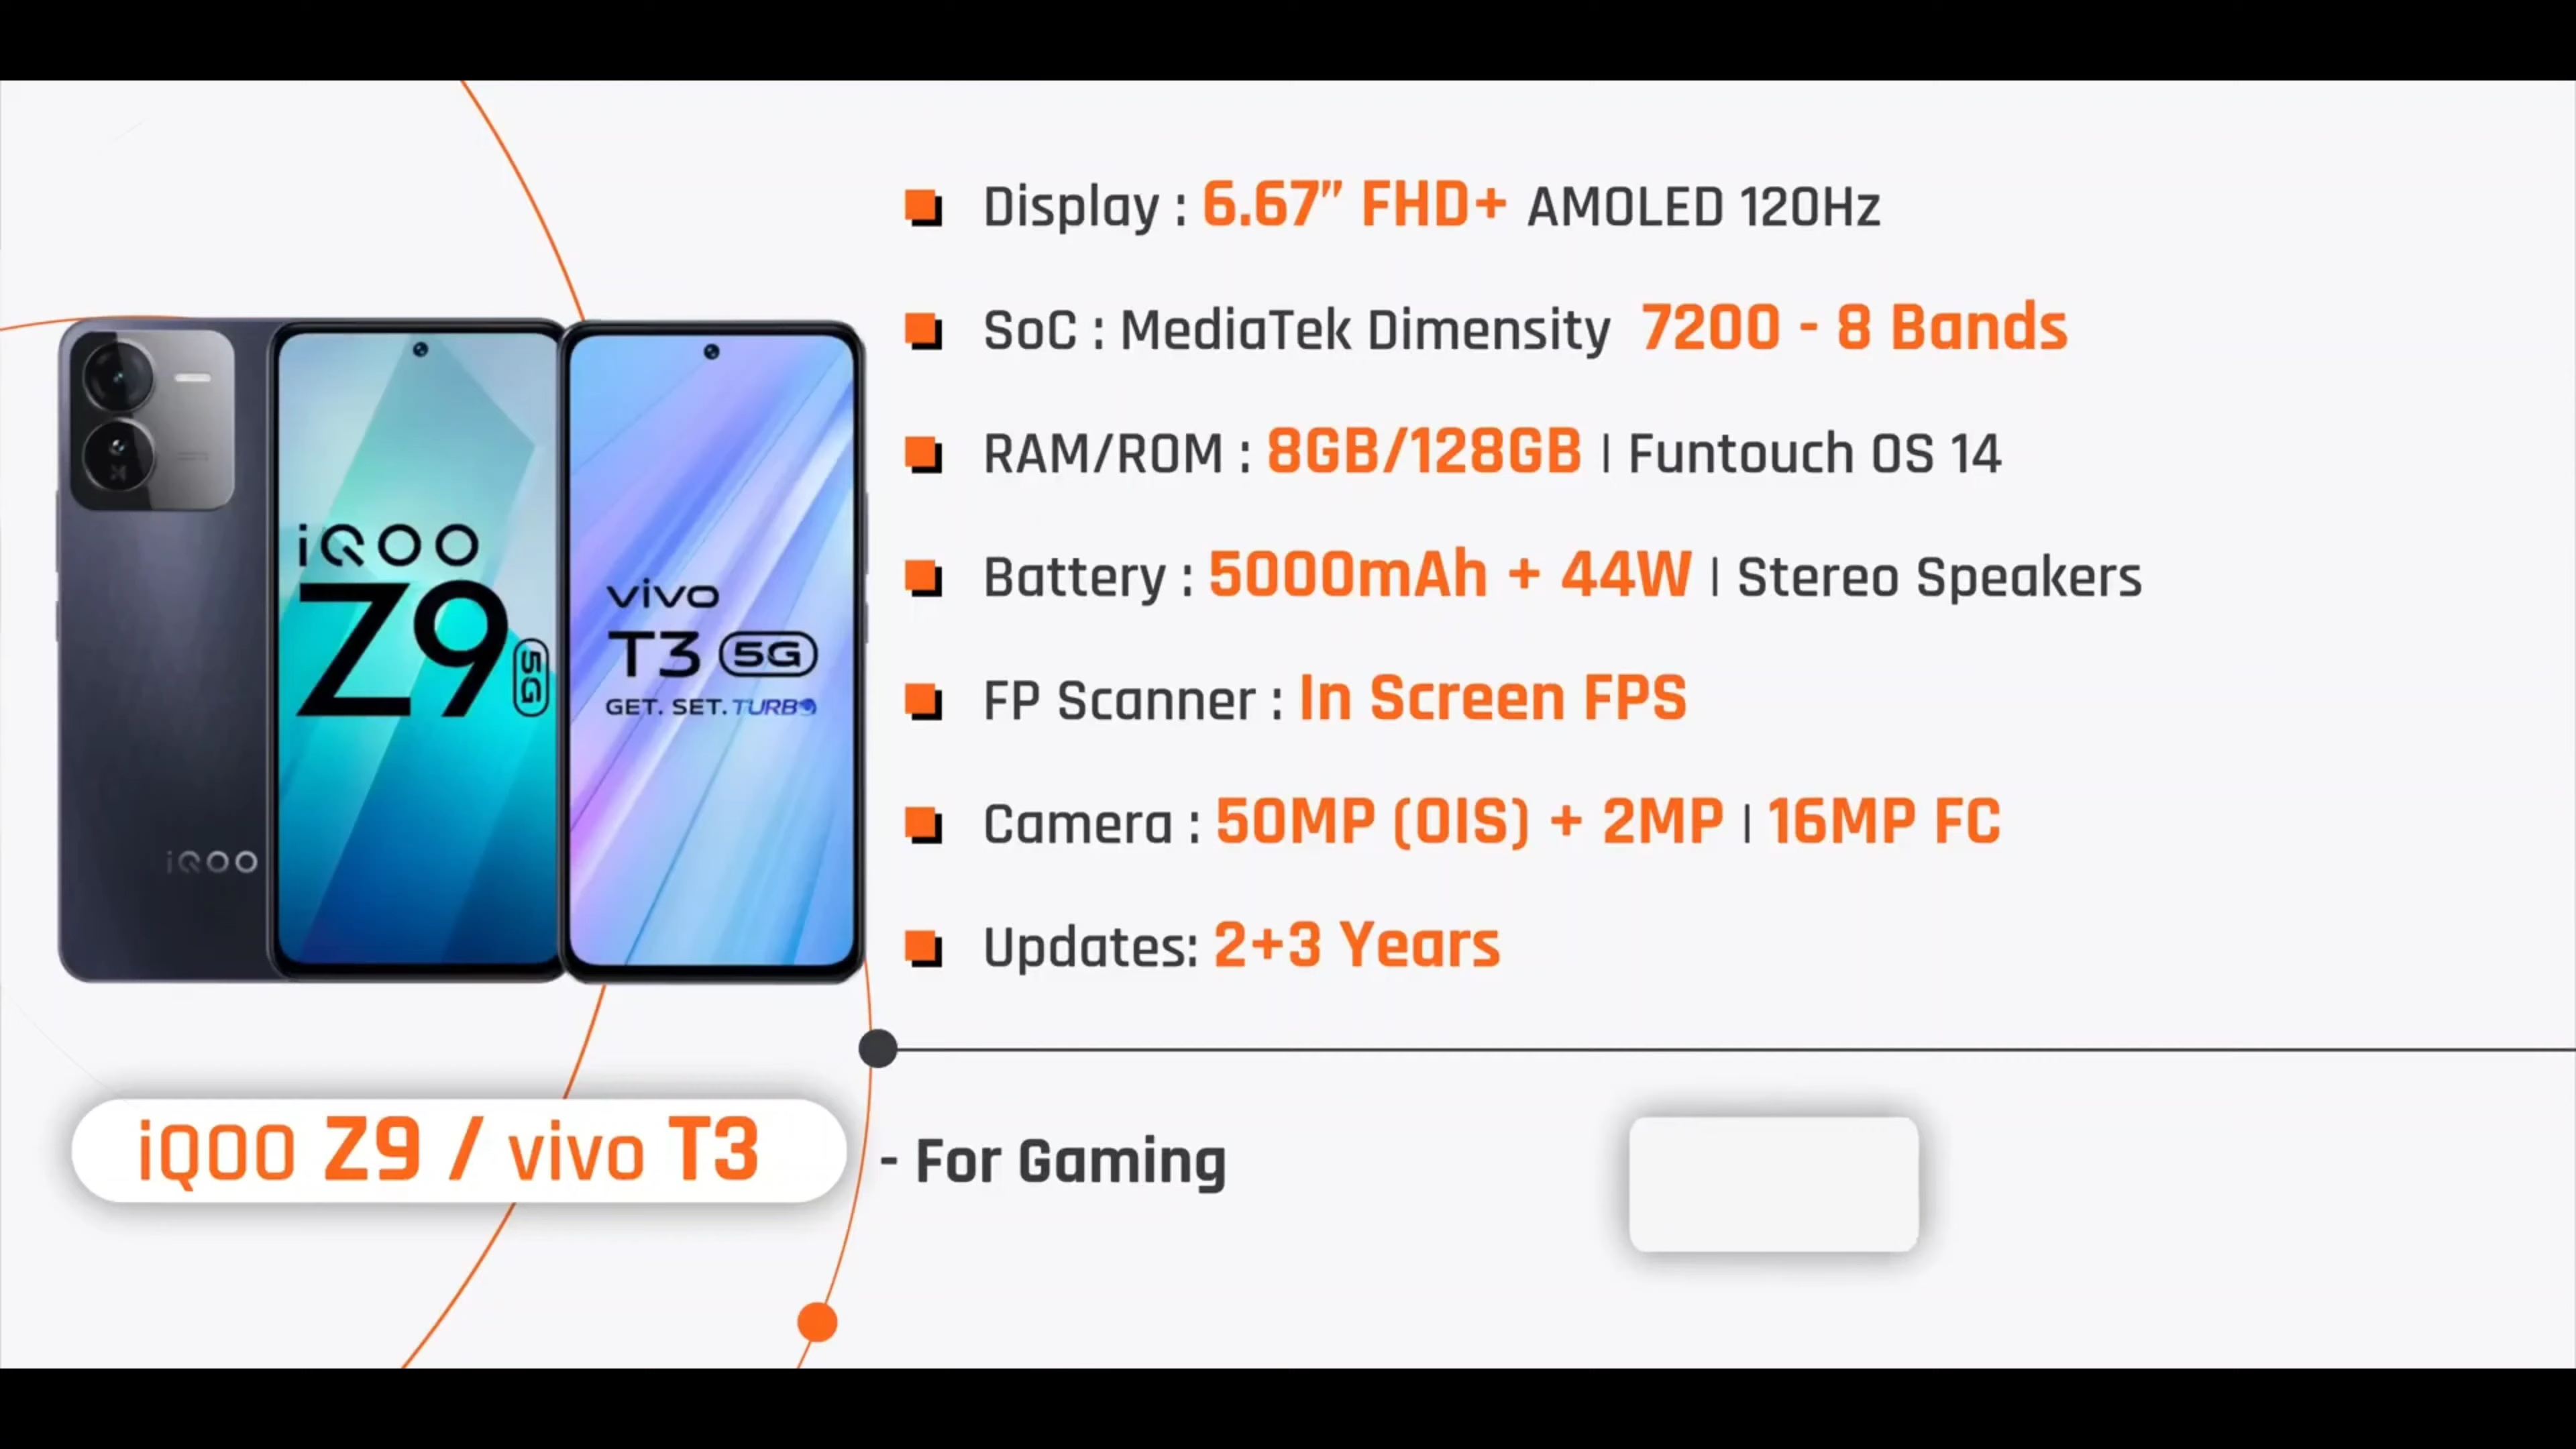 Display : 6.67” FHD+ AMOLED 120Hz
SoC : MediaTek Dimensity 7200 - 8 Bands
RAM/ROM : 8GB/128GB | Funtouch OS 14
Battery : 5000mAh + 44W | Stereo Speakers
FP Scanner : In Screen FPS
Camera : 50MP (OIS) + 2MP | 16MP FC
Updates: 2+3 Years
iQOO
Z9 5G
vivo
T3 5G
GET. SET. TURBO
iQOO
iQOO Z9 / vivo T3
- For Gaming